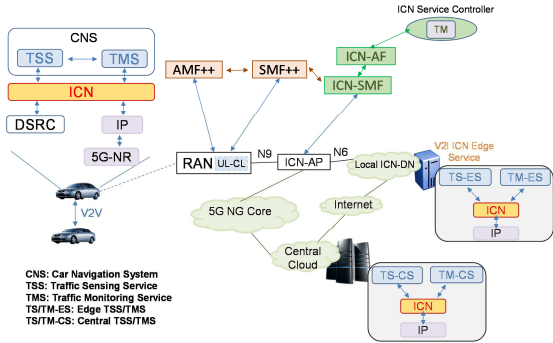 ICN Service Controller
TM
CNS
TSS
TMS
ICN
DSRC
IP
5G-NR
V2V
AMF++
SMF++
ICN-AF
ICN-SMF
RAN
UL-CL
N9
ICN-AP
N6
Local ICN-DN
V2I ICN Edge
Service
TS-ES
TM-ES
ICN
IP
5G NG Core
Internet
Central
Cloud
TS-CS
TM-CS
ICN
IP
CNS: Car Navigation System
TSS: Traffic Sensing Service
TMS: Traffic Monitoring Service
TS/TM-ES: Edge TSS/TMS
TS/TM-CS: Central TSS/TMS